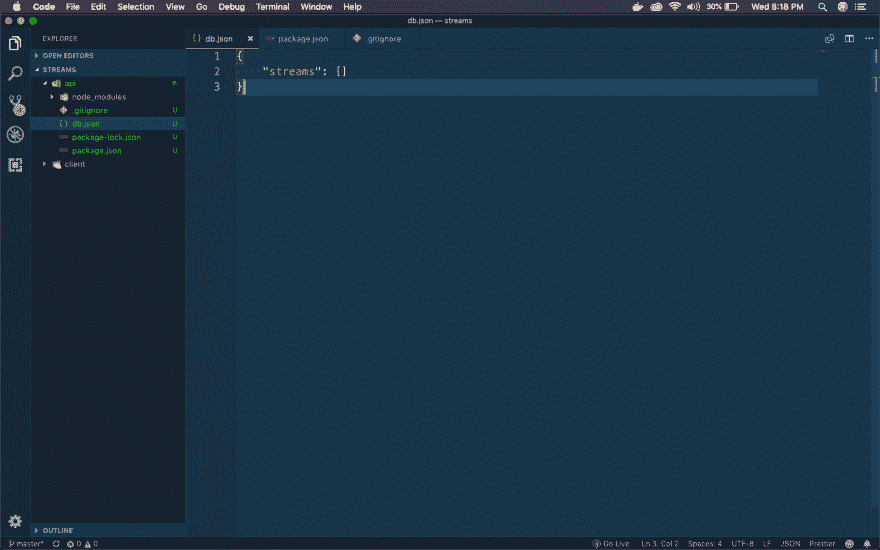 Code File Edit Selection View Go Debug Terminal Window Help 30% Wed 8:18 PM
db.json — streams
EXPLORER
{ } db.json × package.json .gitignore
OPEN EDITORS
STREAMS
api
node_modules
.gitignore U
{ } db.json U
package-lock.json U
package.json U
client
1 {
2 "streams": []
3 }
OUTLINE
master* 0 0 Go Live Ln 3, Col 2 Spaces: 4 UTF-8 LF JSON Prettier